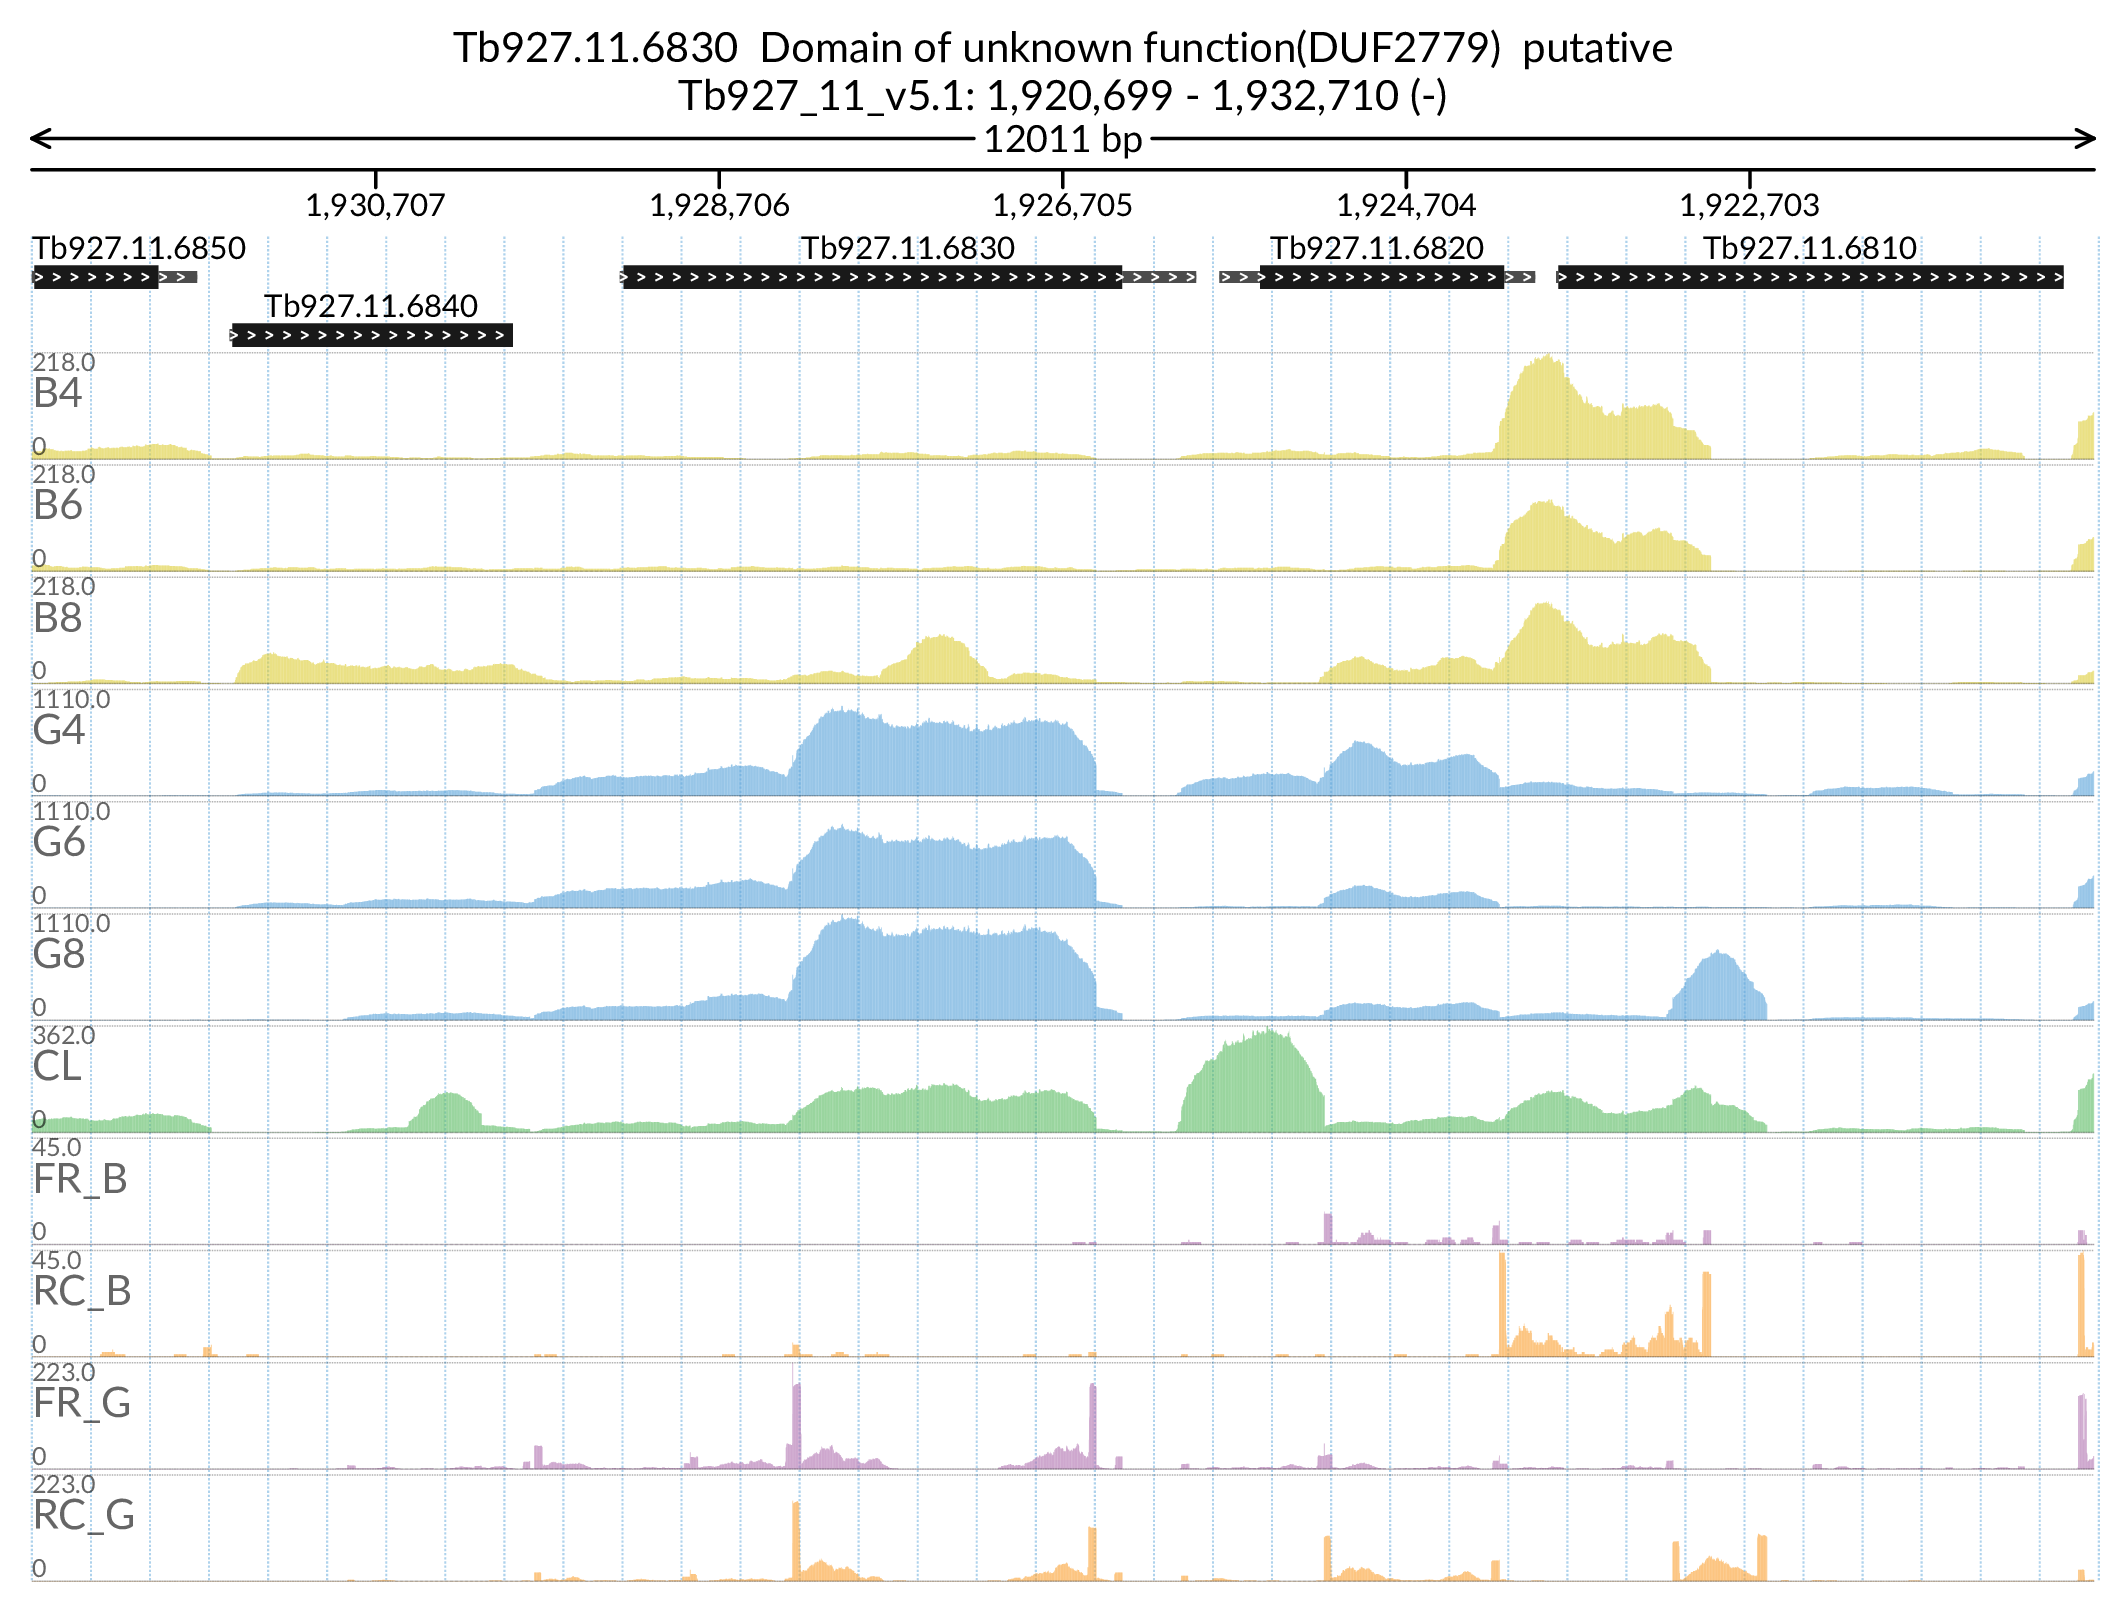 Tb927.11.6830 Domain of unknown function(DUF2779) putative
Tb927_11_v5.1: 1,920,699 - 1,932,710 (-)
12011 bp
1,930,707 1,928,706 1,926,705 1,924,704 1,922,703
Tb927.11.6850 Tb927.11.6830 Tb927.11.6820 Tb927.11.6810
Tb927.11.6840
218.0
B4
0
218.0
B6
0
218.0
B8
0
1110.0
G4
0
1110.0
G6
0
1110.0
G8
0
362.0
CL
0
45.0
FR_B
0
45.0
RC_B
0
223.0
FR_G
0
223.0
RC_G
0